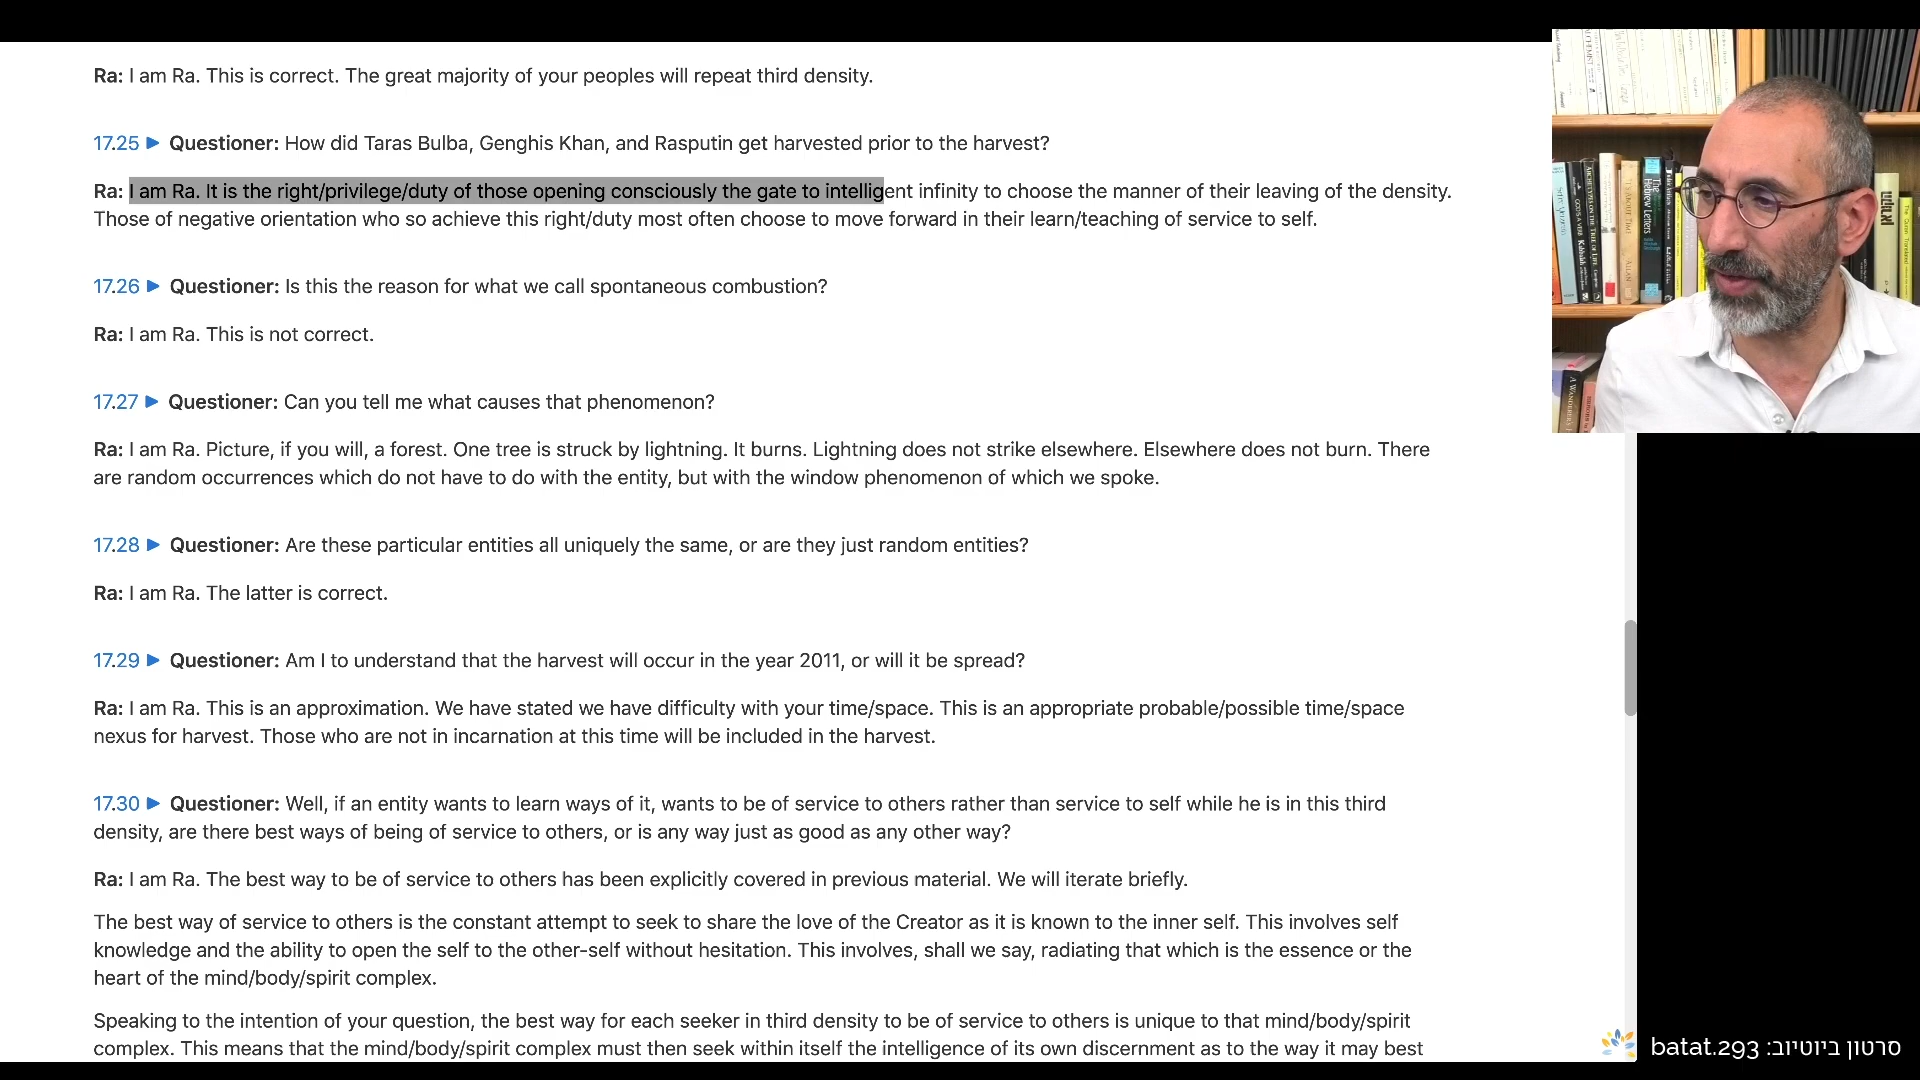 Ra: I am Ra. This is correct. The great majority of your peoples will repeat third density.
17.25 ► Questioner: How did Taras Bulba, Genghis Khan, and Rasputin get harvested prior to the harvest?
Ra: I am Ra. It is the right/privilege/duty of those opening consciously the gate to intelligent infinity to choose the manner of their leaving of the density.
Those of negative orientation who so achieve this right/duty most often choose to move forward in their learn/teaching of service to self.
17.26 ► Questioner: Is this the reason for what we call spontaneous combustion?
Ra: I am Ra. This is not correct.
17.27 ► Questioner: Can you tell me what causes that phenomenon?
Ra: I am Ra. Picture, if you will, a forest. One tree is struck by lightning. It burns. Lightning does not strike elsewhere. Elsewhere does not burn. There
are random occurrences which do not have to do with the entity, but with the window phenomenon of which we spoke.
17.28 ► Questioner: Are these particular entities all uniquely the same, or are they just random entities?
Ra: I am Ra. The latter is correct.
17.29 ► Questioner: Am I to understand that the harvest will occur in the year 2011, or will it be spread?
Ra: I am Ra. This is an approximation. We have stated we have difficulty with your time/space. This is an appropriate probable/possible time/space
nexus for harvest. Those who are not in incarnation at this time will be included in the harvest.
17.30 ► Questioner: Well, if an entity wants to learn ways of it, wants to be of service to others rather than service to self while he is in this third
density, are there best ways of being of service to others, or is any way just as good as any other way?
Ra: I am Ra. The best way to be of service to others has been explicitly covered in previous material. We will iterate briefly.
The best way of service to others is the constant attempt to seek to share the love of the Creator as it is known to the inner self. This involves self
knowledge and the ability to open the self to the other-self without hesitation. This involves, shall we say, radiating that which is the essence or the
heart of the mind/body/spirit complex.
Speaking to the intention of your question, the best way for each seeker in third density to be of service to others is unique to that mind/body/spirit
complex. This means that the mind/body/spirit complex must then seek within itself the intelligence of its own discernment as to the way it may best
The Hebrew Letters
סרטון ביוטיוב: batat.293